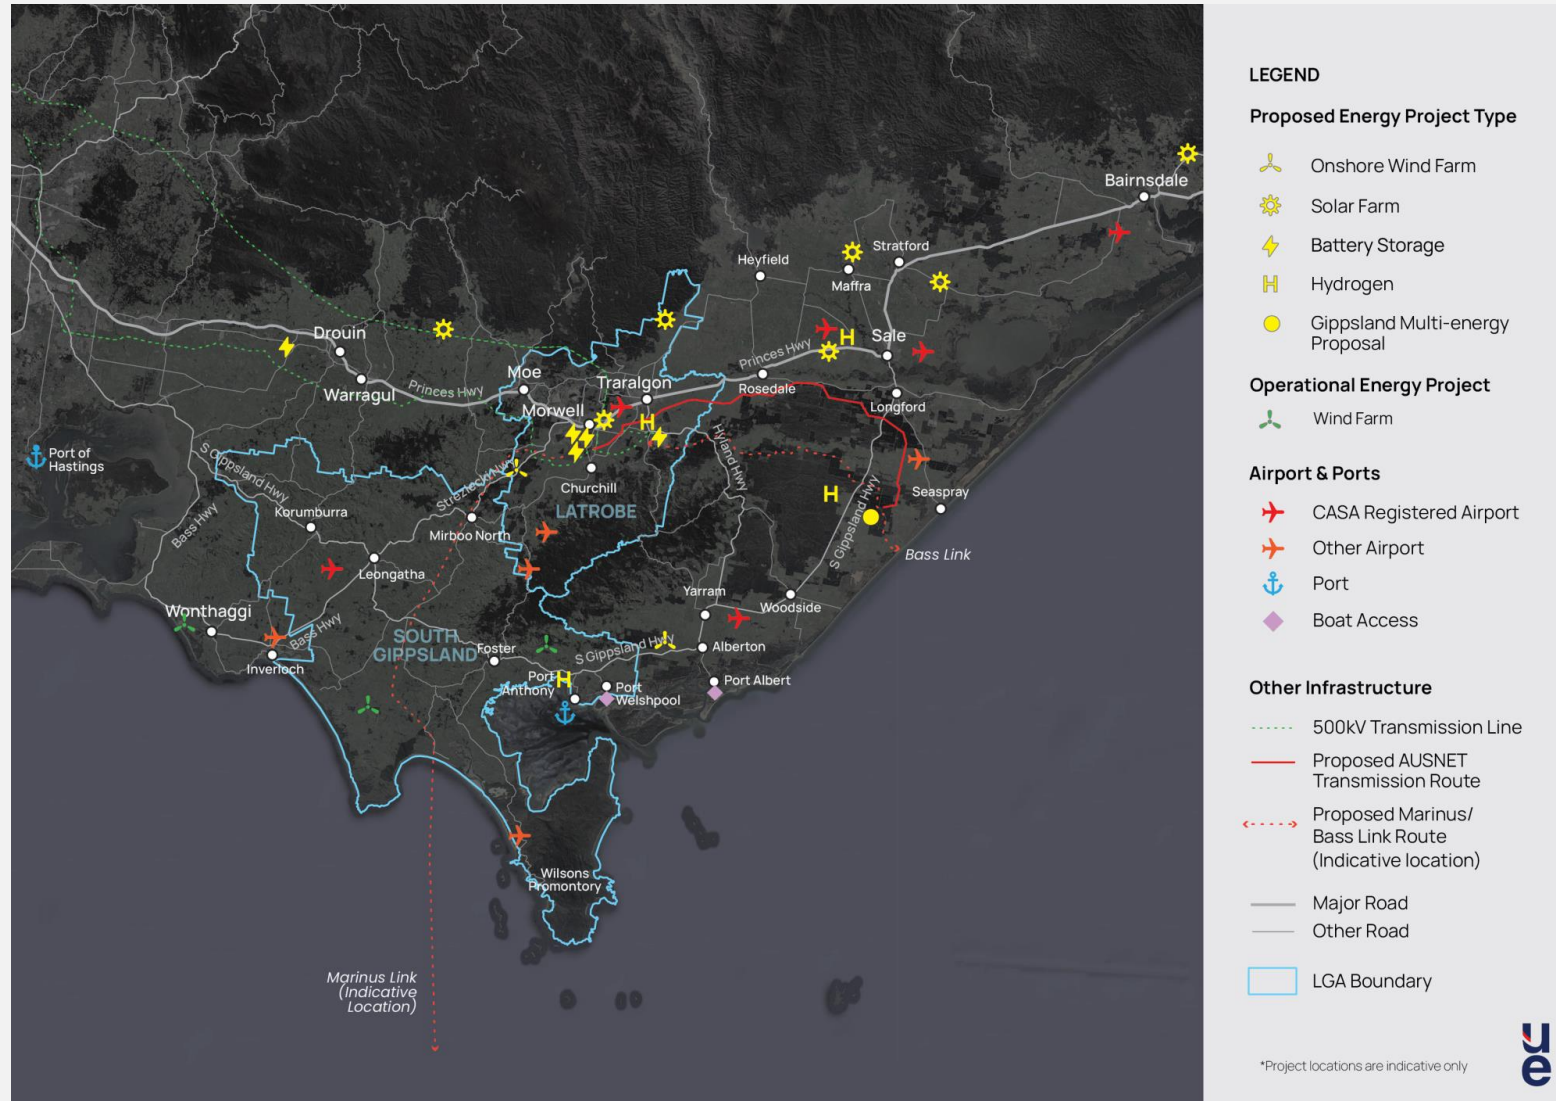 Bairnsdale
Stratford
Heyfield
Maffra
Drouin
Sale
Princes Hwy
Moe
Traralgon
Rosedale
Warragul
Princes Hwy
Longford
Morwell
Hyland Hwy
Port of
Hastings
S Gippsland Hwy
Strezlecki Hwy
Churchill
Seaspray
LATROBE
Korumburra
Bass Hwy
Mirboo North
S Gippsland Hwy
Bass Link
Leongatha
Yarram
Woodside
Wonthaggi
Bass Hwy
SOUTH
GIPPSLAND
Foster
S Gippsland Hwy
Alberton
Inverloch
Port
Anthony
Port
Welshpool
Port Albert
Wilsons
Promontory
Marinus Link
(Indicative
Location)
LEGEND
Proposed Energy Project Type
Onshore Wind Farm
Solar Farm
Battery Storage
H
Hydrogen
Gippsland Multi-energy
Proposal
Operational Energy Project
Wind Farm
Airport & Ports
CASA Registered Airport
Other Airport
Port
Boat Access
Other Infrastructure
500kV Transmission Line
Proposed AUSNET
Transmission Route
Proposed Marinus/
Bass Link Route
(Indicative location)
Major Road
Other Road
LGA Boundary
*Project locations are indicative only
ue